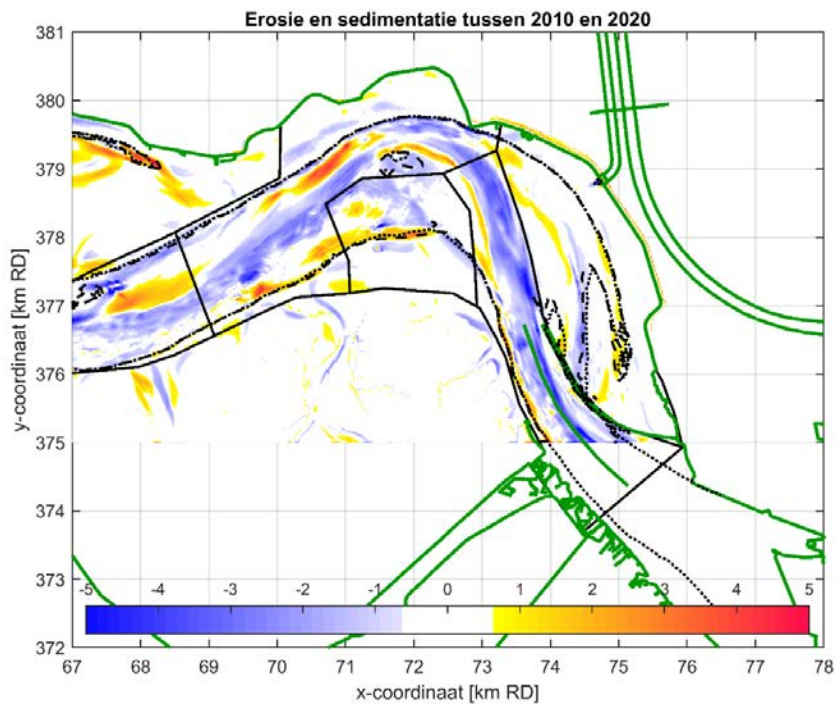 Erosie en sedimentatie tussen 2010 en 2020
381
380
379
378
377
376
375
374
373
372
y-coordinaat [km RD]
-5 -4 -3 -2 -1 0 1 2 3 4 5
67 68 69 70 71 72 73 74 75 76 77 78
x-coordinaat [km RD]